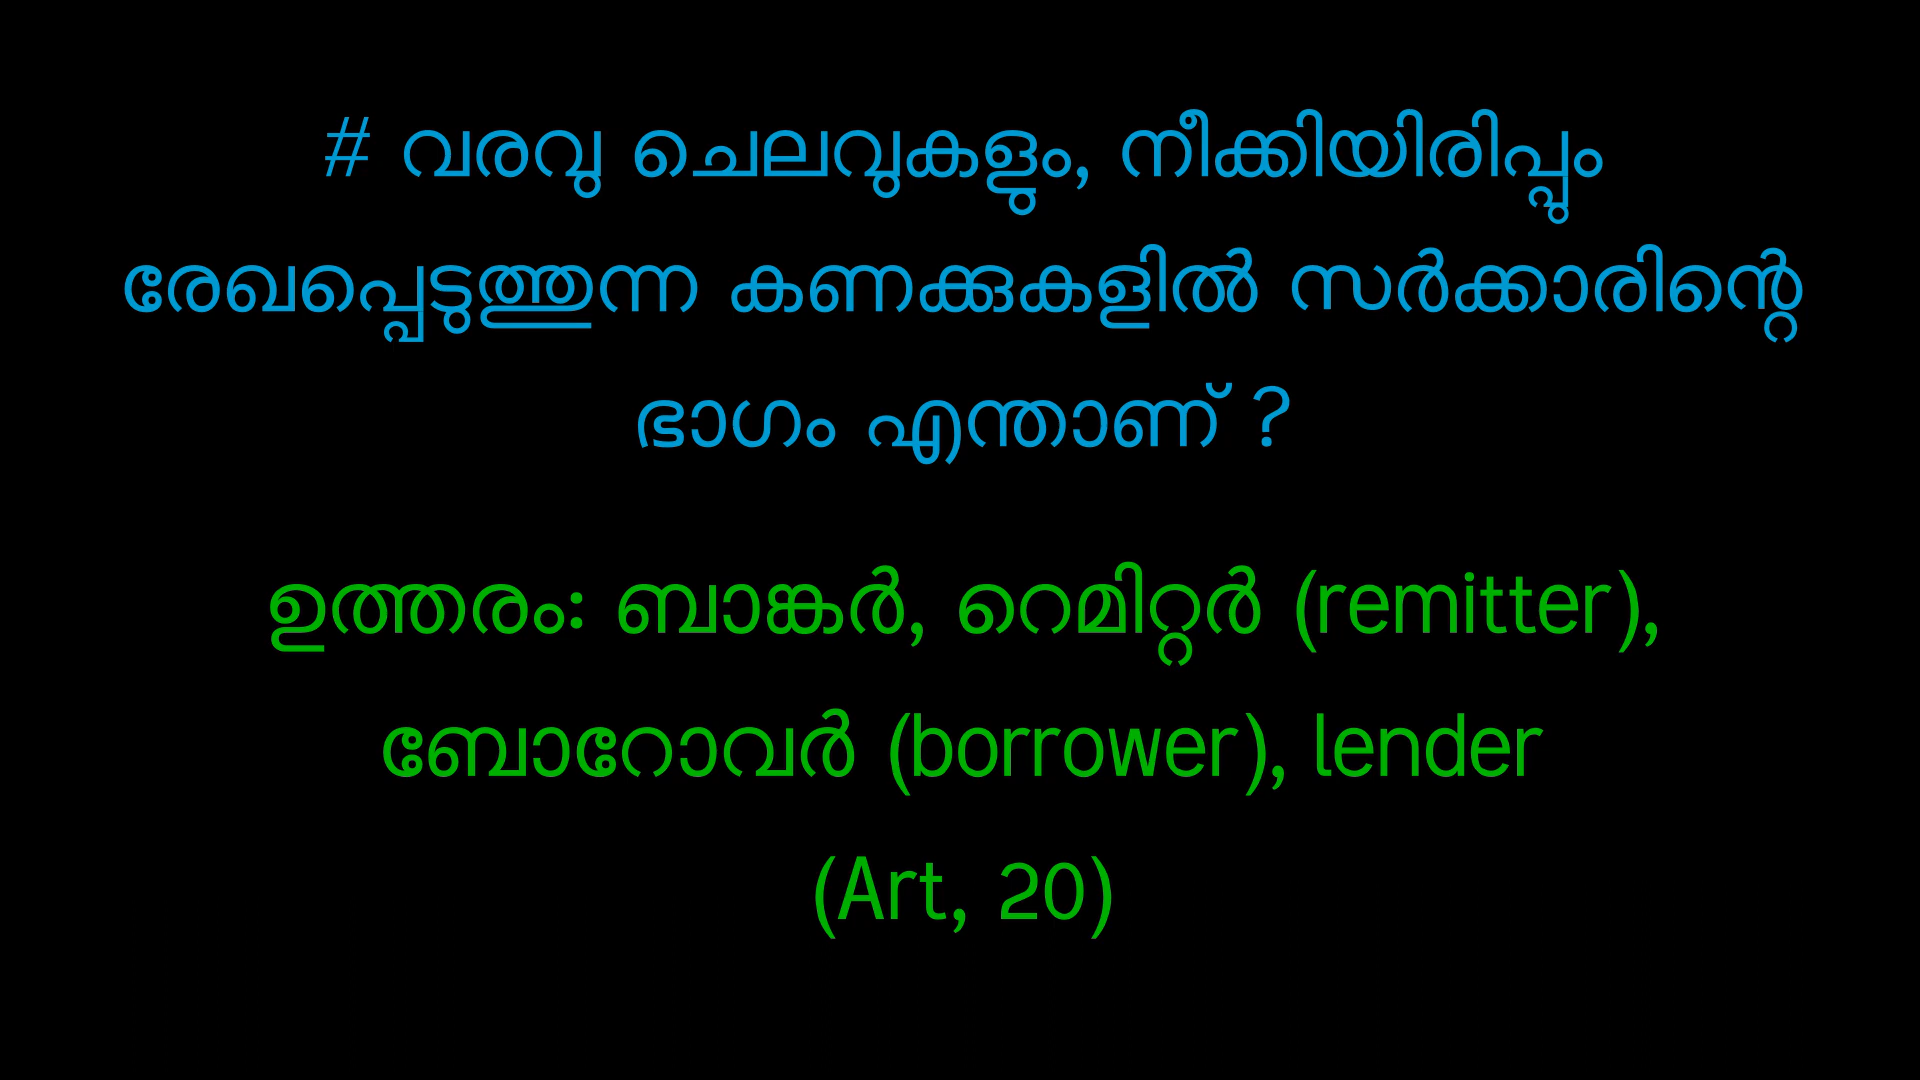 # വരവു ചെലവുകളും, നീക്കിയിരിപ്പും
രേഖപ്പെടുത്തുന്ന കണക്കുകളിൽ സർക്കാരിന്റെ
ഭാഗം എന്താണ് ?
ഉത്തരം: ബാങ്കർ, റെമിറ്റർ (remitter),
ബോറോവർ (borrower), lender
(Art, 20)